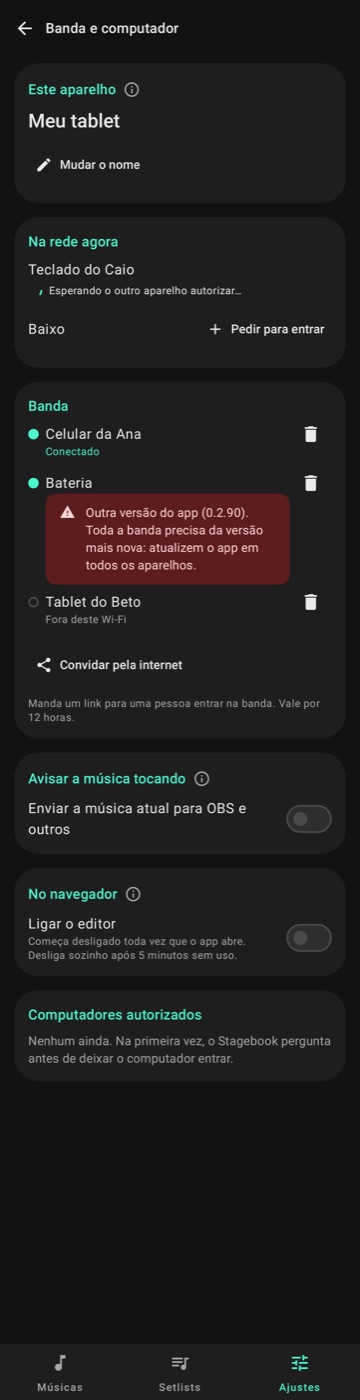 Banda e computador
Este aparelho
Meu tablet
Mudar o nome
Na rede agora
Teclado do Caio
Esperando o outro aparelho autorizar…
Baixo
Pedir para entrar
Banda
Celular da Ana
Conectado
Bateria
Outra versão do app (0.2.90).
Toda a banda precisa da versão
mais nova: atualizem o app em
todos os aparelhos.
Tablet do Beto
Fora deste Wi-Fi
Convidar pela internet
Manda um link para uma pessoa entrar na banda. Vale por
12 horas.
Avisar a música tocando
Enviar a música atual para OBS e
outros
No navegador
Ligar o editor
Começa desligado toda vez que o app abre.
Desliga sozinho após 5 minutos sem uso.
Computadores autorizados
Nenhum ainda. Na primeira vez, o Stagebook pergunta
antes de deixar o computador entrar.
Músicas
Setlists
Ajustes